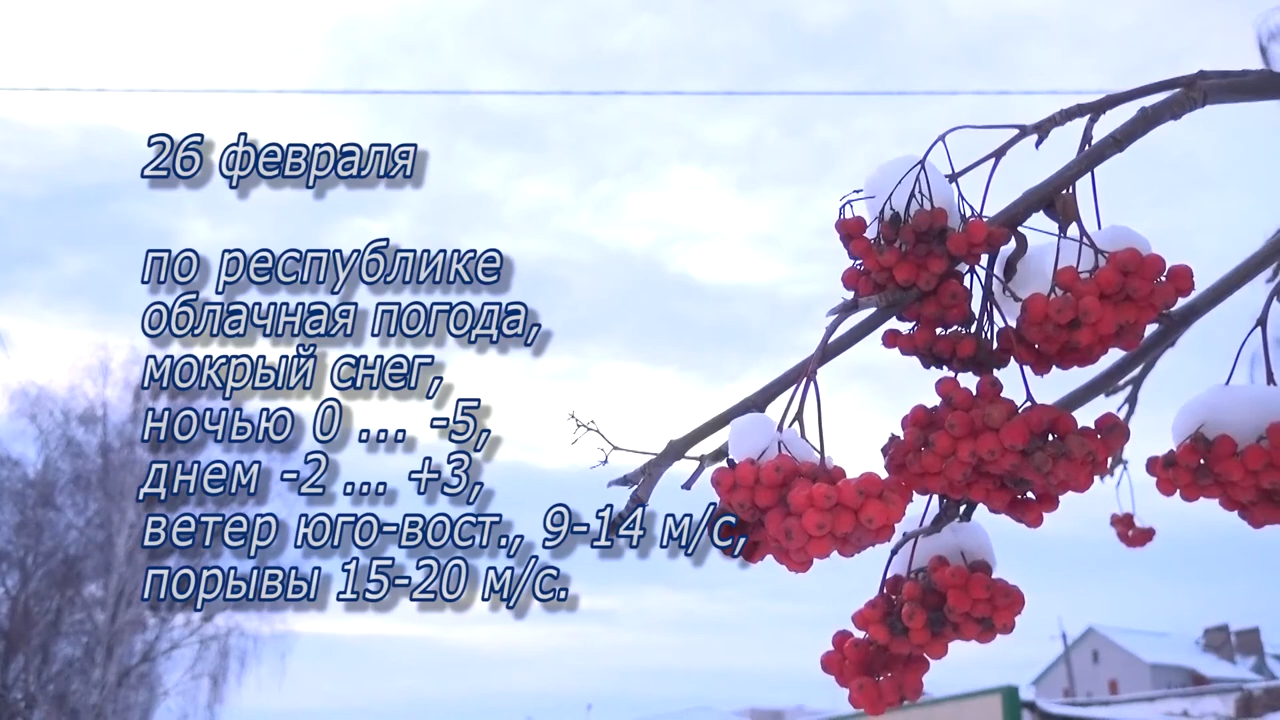 26 февраля
по республике
облачная погода,
мокрый снег,
ночью 0 ... -5,
днем -2 ... +3,
ветер юго-вост., 9-14 м/с,
порывы 15-20 м/с.